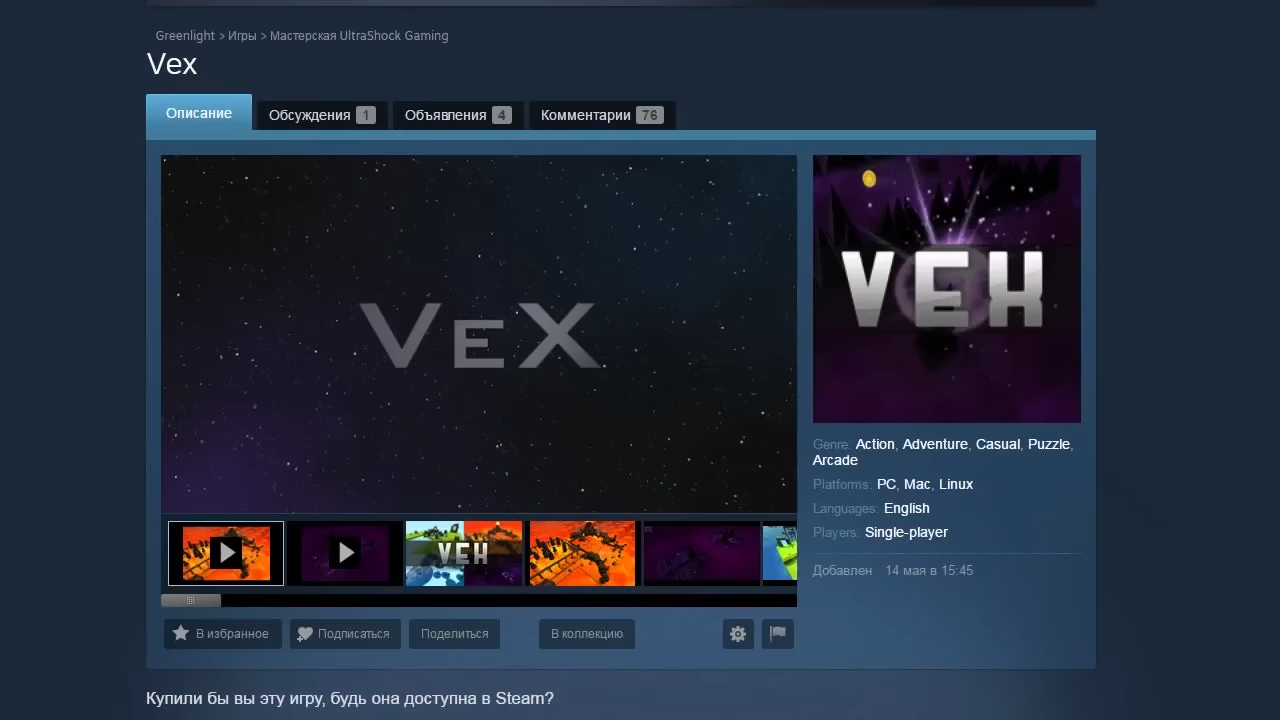 Greenlight > Игры > Мастерская UltraShock Gaming
Vex
Описание
Обсуждения 1
Объявления 4
Комментарии 76
VEX
VEX
Genre: Action, Adventure, Casual, Puzzle,
Arcade
Platforms: PC, Mac, Linux
Languages: English
Players: Single-player
Добавлен 14 мая в 15:45
VEX
В избранное
Подписаться
Поделиться
В коллекцию
Купили бы вы эту игру, будь она доступна в Steam?